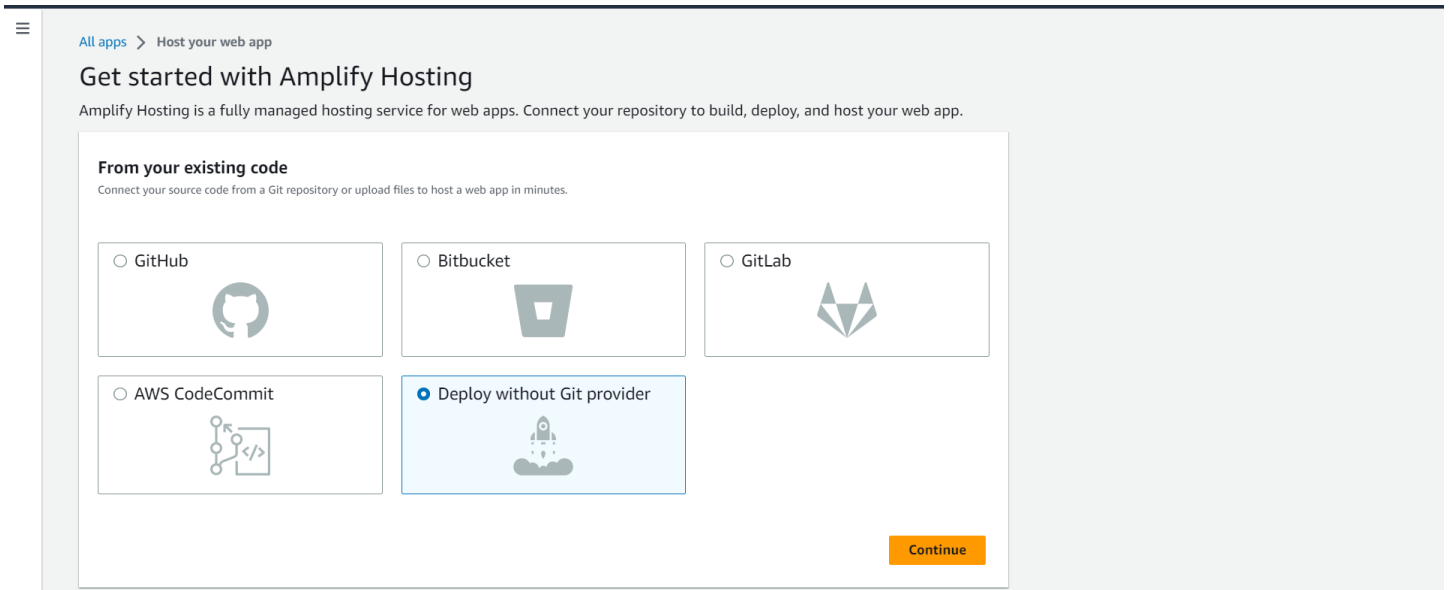 All apps > Host your web app
Get started with Amplify Hosting
Amplify Hosting is a fully managed hosting service for web apps. Connect your repository to build, deploy, and host your web app.
From your existing code
Connect your source code from a Git repository or upload files to host a web app in minutes.
GitHub
Bitbucket
GitLab
AWS CodeCommit
Deploy without Git provider
Continue